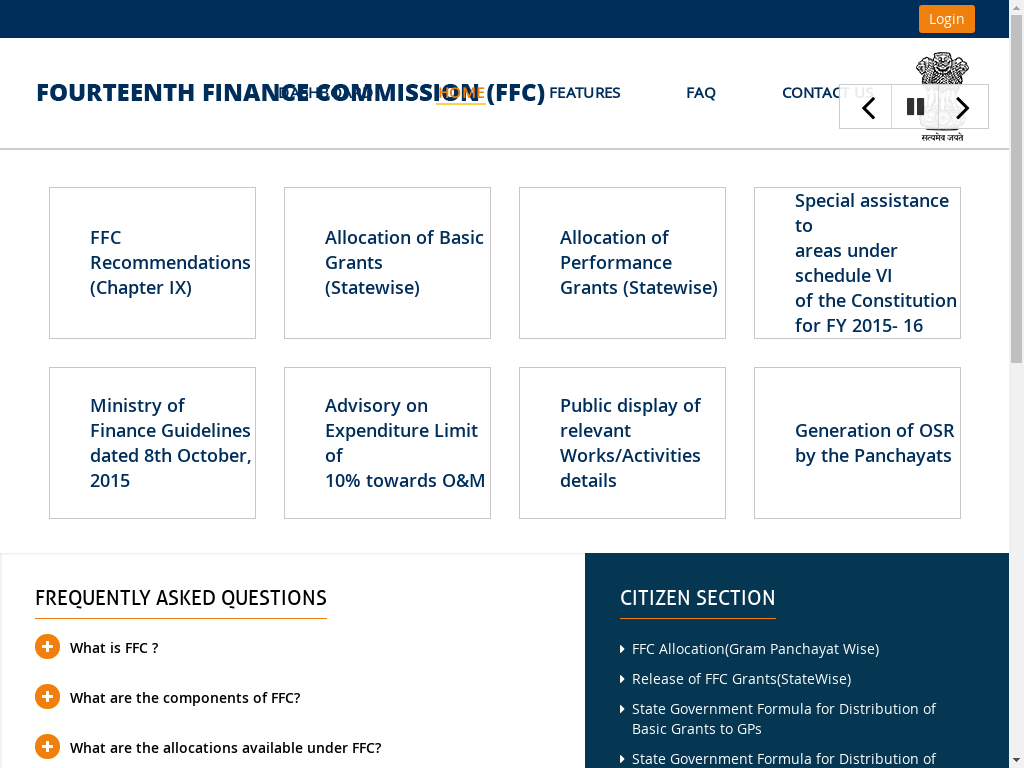 Login
FOURTEENTH FINANCE COMMISSION (FFC)
DASHBOARD
HOME
FEATURES
FAQ
CONTACT US
सत्यमेव जयते
FFC
Recommendations
(Chapter IX)
Allocation of Basic
Grants
(Statewise)
Allocation of
Performance
Grants (Statewise)
Special assistance
to
areas under
schedule VI
of the Constitution
for FY 2015- 16
Ministry of
Finance Guidelines
dated 8th October,
2015
Advisory on
Expenditure Limit
of
10% towards O&M
Public display of
relevant
Works/Activities
details
Generation of OSR
by the Panchayats
FREQUENTLY ASKED QUESTIONS
What is FFC ?
What are the components of FFC?
What are the allocations available under FFC?
CITIZEN SECTION
FFC Allocation(Gram Panchayat Wise)
Release of FFC Grants(StateWise)
State Government Formula for Distribution of
Basic Grants to GPs
State Government Formula for Distribution of